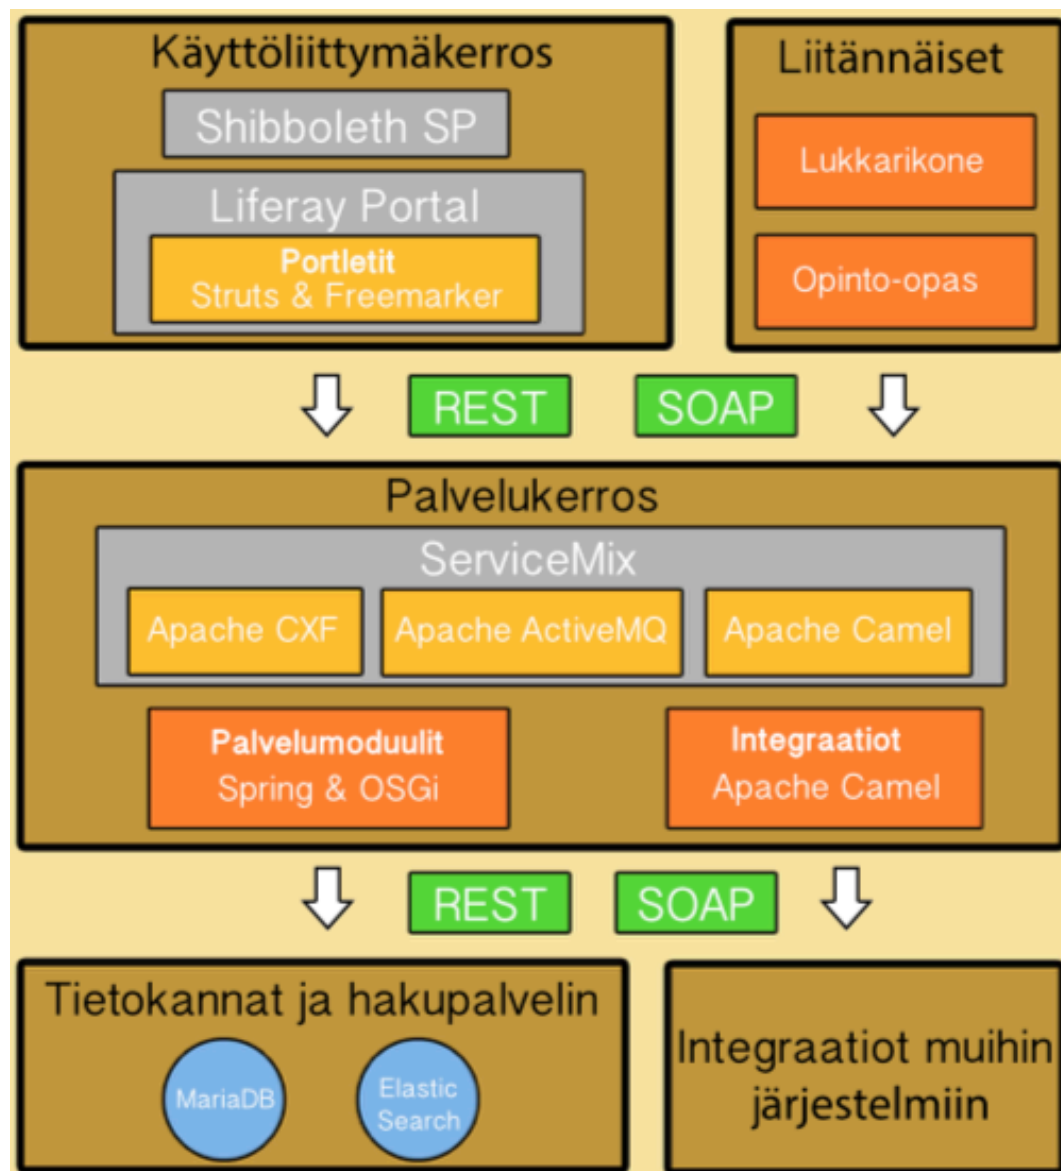 Käyttöliittymäkerros
Shibboleth SP
Liferay Portal
Portletit
Struts & Freemarker
Liitännäiset
Lukkarikone
Opinto-opas
REST
SOAP
Palvelukerros
ServiceMix
Apache CXF
Apache ActiveMQ
Apache Camel
Palvelumoduulit
Spring & OSGi
Integraatiot
Apache Camel
REST
SOAP
Tietokannat ja hakupalvelin
MariaDB
Elastic
Search
Integraatiot muihin
järjestelmiin